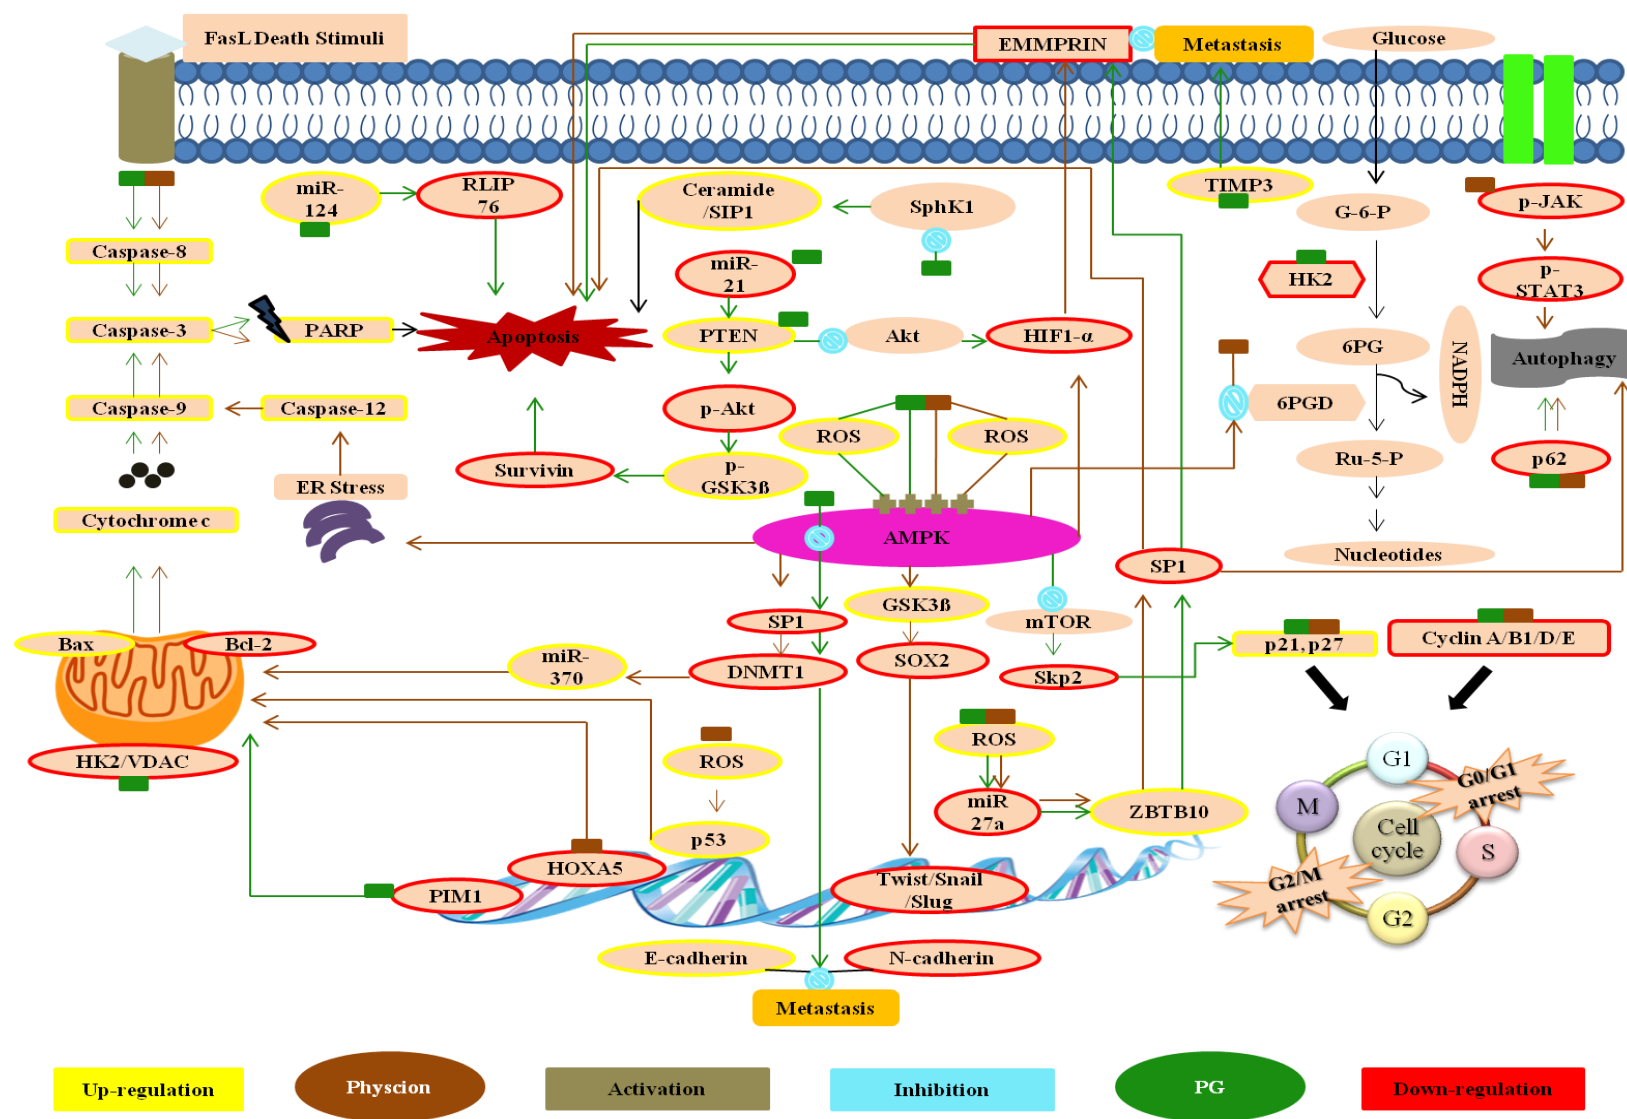 FasL Death Stimuli
EMMPRIN
Metastasis
Glucose
miR-
124
RLIP
76
Ceramide
/SIP1
SphK1
TIMP3
G-6-P
p-JAK
Caspase-8
miR-
21
HK2
p-
STAT3
Caspase-3
PARP
Apoptosis
PTEN
Akt
HIF1-α
6PG
NADPH
Autophagy
Caspase-9
Caspase-12
p-Akt
6PGD
ROS
ROS
Survivin
p-
GSK3ß
Ru-5-P
p62
ER Stress
Cytochrome c
AMPK
Nucleotides
SP1
GSK3ß
SP1
mTOR
Bax
Bcl-2
miR-
370
DNMT1
SOX2
Skp2
p21, p27
Cyclin A/B1/D/E
HK2/VDAC
ROS
ROS
miR
27a
ZBTB10
p53
HOXA5
PIM1
Twist/Snail
/Slug
G1
G0/G1
arrest
M
Cell
cycle
S
G2/M
arrest
G2
E-cadherin
N-cadherin
Metastasis
Up-regulation
Physcion
Activation
Inhibition
PG
Down-regulation